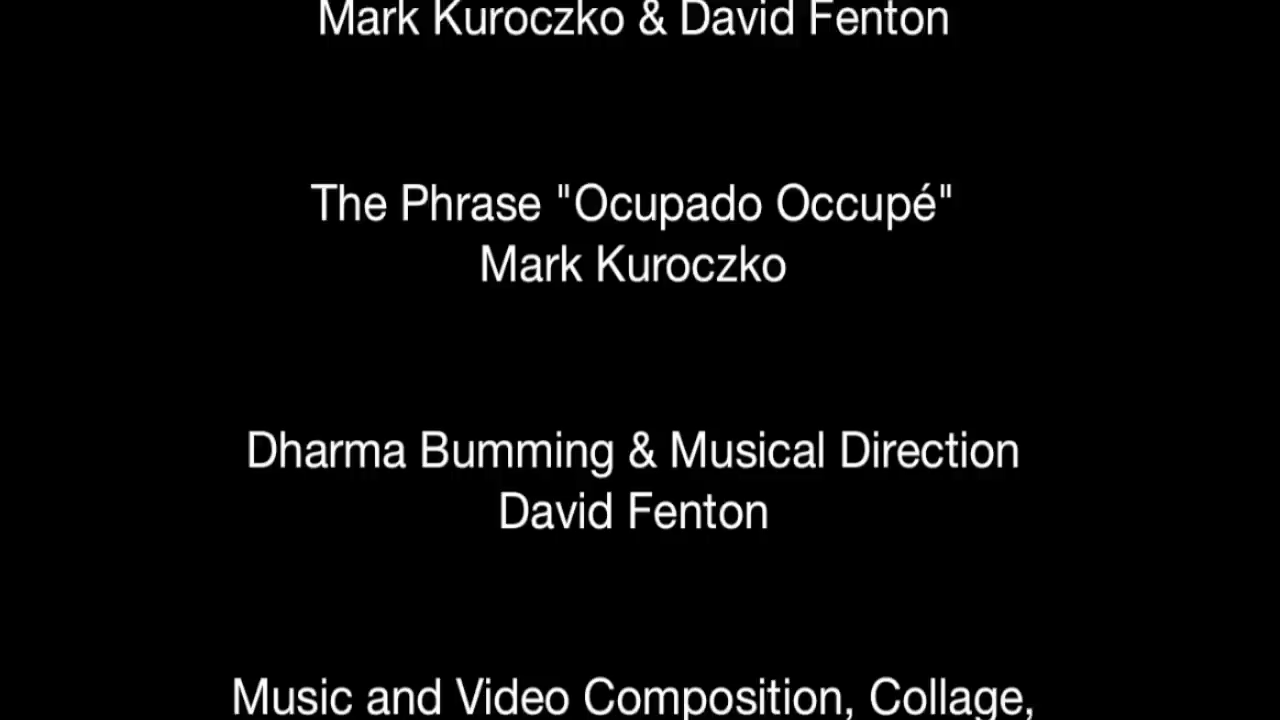 Mark Kuroczko & David Fenton
The Phrase "Ocupado Occupé"
Mark Kuroczko
Dharma Bumming & Musical Direction
David Fenton
Music and Video Composition, Collage,